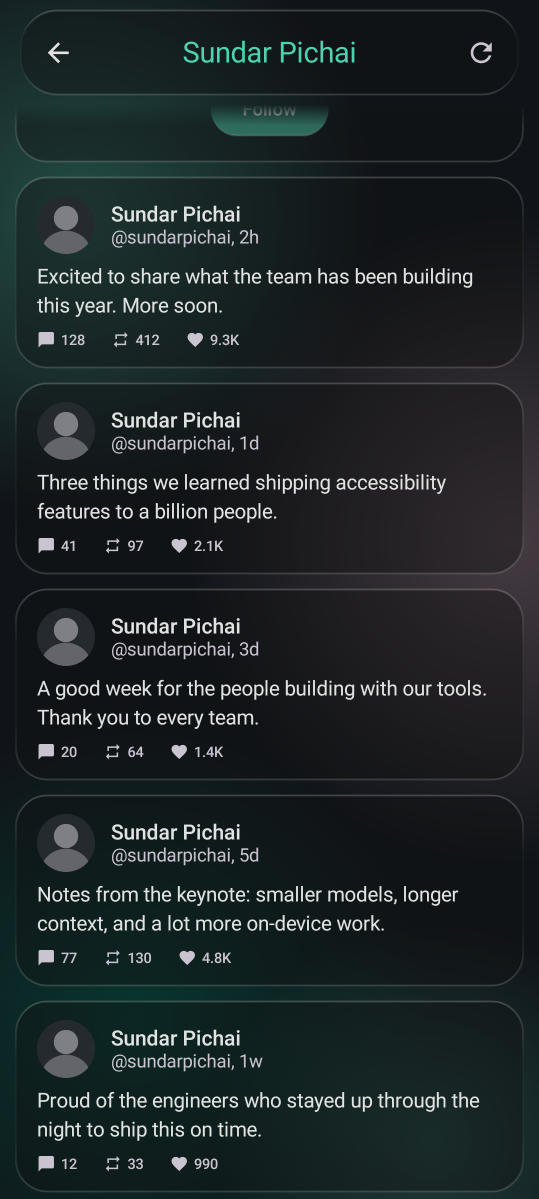 Sundar Pichai
Follow
Sundar Pichai
@sundarpichai, 2h
Excited to share what the team has been building
this year. More soon.
128 412 9.3K
Sundar Pichai
@sundarpichai, 1d
Three things we learned shipping accessibility
features to a billion people.
41 97 2.1K
Sundar Pichai
@sundarpichai, 3d
A good week for the people building with our tools.
Thank you to every team.
20 64 1.4K
Sundar Pichai
@sundarpichai, 5d
Notes from the keynote: smaller models, longer
context, and a lot more on-device work.
77 130 4.8K
Sundar Pichai
@sundarpichai, 1w
Proud of the engineers who stayed up through the
night to ship this on time.
12 33 990